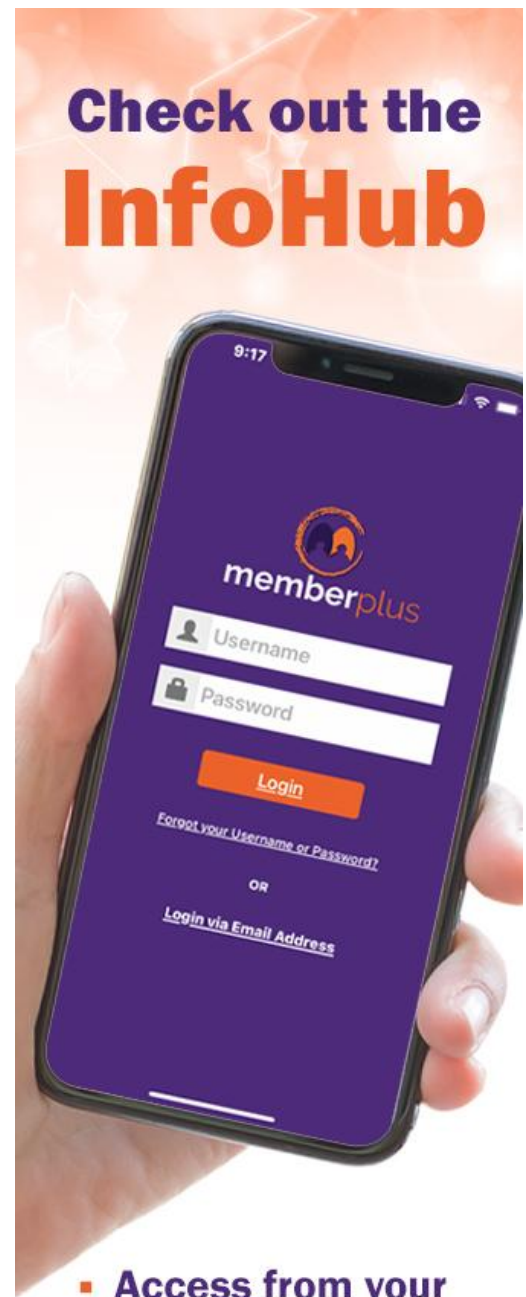 Check out the
InfoHub
9:17
memberplus
Username
Password
Login
Forgot your Username or Password?
OR
Login via Email Address
▪ Access from your